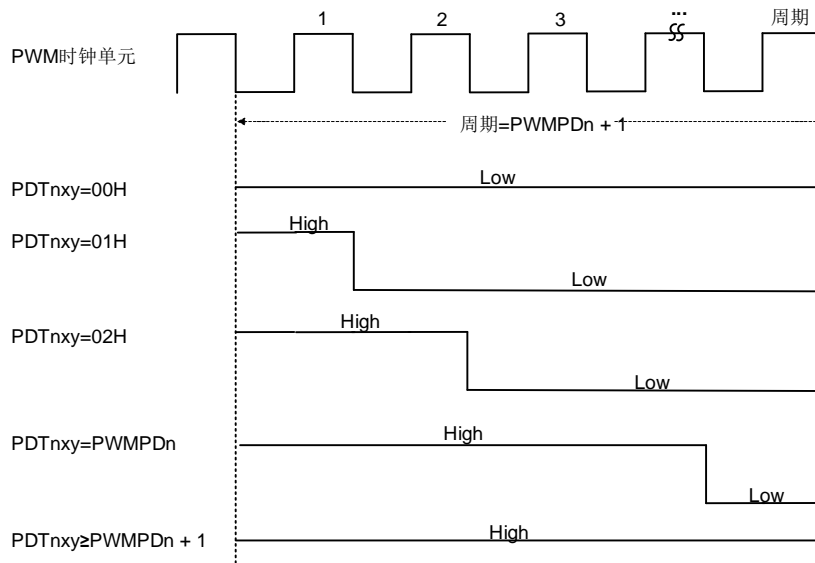 1 2 3 ... 周期
PWM时钟单元
周期=PWMPDn + 1
PDTnxy=00H Low
PDTnxy=01H High Low
PDTnxy=02H High Low
PDTnxy=PWMPDn High Low
PDTnxy≥PWMPDn + 1 High